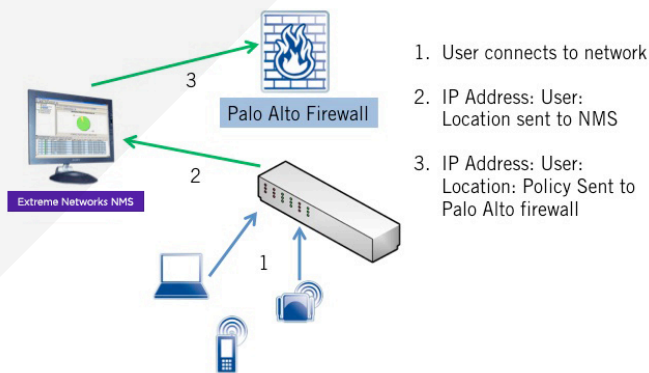 3
Palo Alto Firewall
2
Extreme Networks NMS
1
1. User connects to network
2. IP Address: User:
Location sent to NMS
3. IP Address: User:
Location: Policy Sent to
Palo Alto firewall